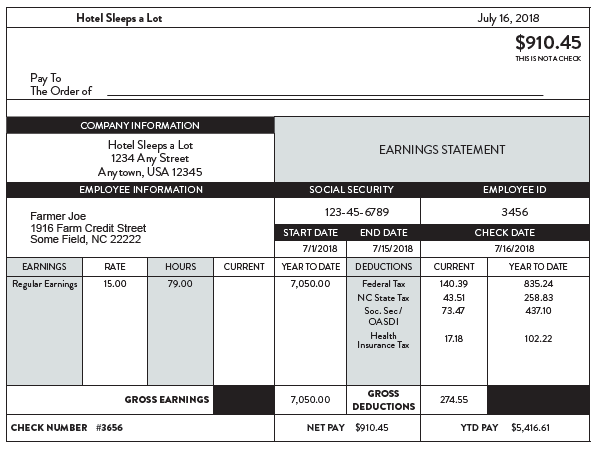 Hotel Sleeps a Lot July 16, 2018
$910.45
THIS IS NOT A CHECK
Pay To
The Order of
COMPANY INFORMATION
Hotel Sleeps a Lot
1234 Any Street
Anytown, USA 12345
EARNINGS STATEMENT
EMPLOYEE INFORMATION SOCIAL SECURITY EMPLOYEE ID
Farmer Joe
1916 Farm Credit Street
Some Field, NC 22222
123-45-6789 3456
START DATE END DATE CHECK DATE
7/1/2018 7/15/2018 7/16/2018
EARNINGS RATE HOURS CURRENT YEAR TO DATE DEDUCTIONS CURRENT YEAR TO DATE
Regular Earnings 15.00 79.00 7,050.00 Federal Tax 140.39 835.24
NC State Tax 43.51 258.83
Soc. Sec / 73.47 437.10
OASDI
Health
Insurance Tax 17.18 102.22
GROSS EARNINGS 7,050.00 GROSS
DEDUCTIONS 274.55
CHECK NUMBER #3656 NET PAY $910.45 YTD PAY $5,416.61